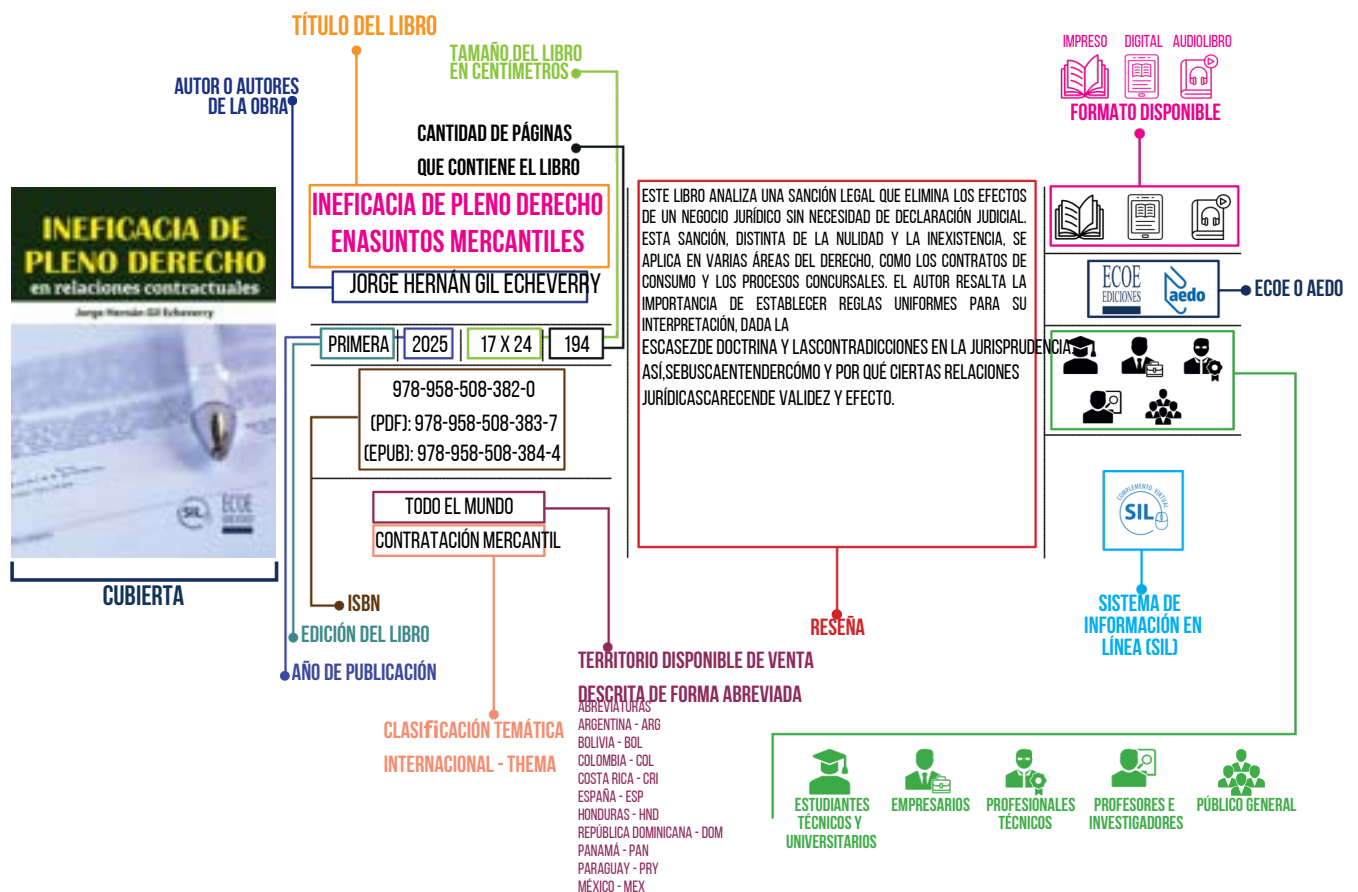 TÍTULO DEL LIBRO
TAMAÑO DEL LIBRO
EN CENTÍMETROS
AUTOR O AUTORES
DE LA OBRA
CANTIDAD DE PÁGINAS
QUE CONTIENE EL LIBRO
IMPRESO
DIGITAL
AUDIOLIBRO
FORMATO DISPONIBLE
INEFICACIA DE
PLENO DERECHO
en relaciones contractuales
Jorge Hernán Gil Echeverry
SIL
ECOE
EDICIONES
CUBIERTA
INEFICACIA DE PLENO DERECHO
ENASUNTOS MERCANTILES
JORGE HERNÁN GIL ECHEVERRY
PRIMERA
2025
17 X 24
194
978-958-508-382-0
(PDF): 978-958-508-383-7
(EPUB): 978-958-508-384-4
TODO EL MUNDO
CONTRATACIÓN MERCANTIL
ESTE LIBRO ANALIZA UNA SANCIÓN LEGAL QUE ELIMINA LOS EFECTOS
DE UN NEGOCIO JURÍDICO SIN NECESIDAD DE DECLARACIÓN JUDICIAL.
ESTA SANCIÓN, DISTINTA DE LA NULIDAD Y LA INEXISTENCIA, SE
APLICA EN VARIAS ÁREAS DEL DERECHO, COMO LOS CONTRATOS DE
CONSUMO Y LOS PROCESOS CONCURSALES. EL AUTOR RESALTA LA
IMPORTANCIA DE ESTABLECER REGLAS UNIFORMES PARA SU
INTERPRETACIÓN, DADA LA
ESCASEZDE DOCTRINA Y LASCONTRADICCIONES EN LA JURISPRUDENCIA.
ASÍ,SEBUSCAENTENDERCÓMO Y POR QUÉ CIERTAS RELACIONES
JURÍDICASCARECENDE VALIDEZ Y EFECTO.
ECOE
EDICIONES
aedo
ECOE O AEDO
COMPLEMENTO VIRTUAL
SIL
ISBN
EDICIÓN DEL LIBRO
AÑO DE PUBLICACIÓN
CLASIfiCACIÓN TEMÁTICA
INTERNACIONAL - THEMA
TERRITORIO DISPONIBLE DE VENTA
DESCRITA DE FORMA ABREVIADA
ABREVIATURAS
ARGENTINA - ARG
BOLIVIA - BOL
COLOMBIA - COL
COSTA RICA - CRI
ESPAÑA - ESP
HONDURAS - HND
REPÚBLICA DOMINICANA - DOM
PANAMÁ - PAN
PARAGUAY - PRY
MÉXICO - MEX
RESEÑA
SISTEMA DE
INFORMACIÓN EN
LÍNEA (SIL)
ESTUDIANTES
TÉCNICOS Y
UNIVERSITARIOS
EMPRESARIOS
PROFESIONALES
TÉCNICOS
PROFESORES E
INVESTIGADORES
PÚBLICO GENERAL